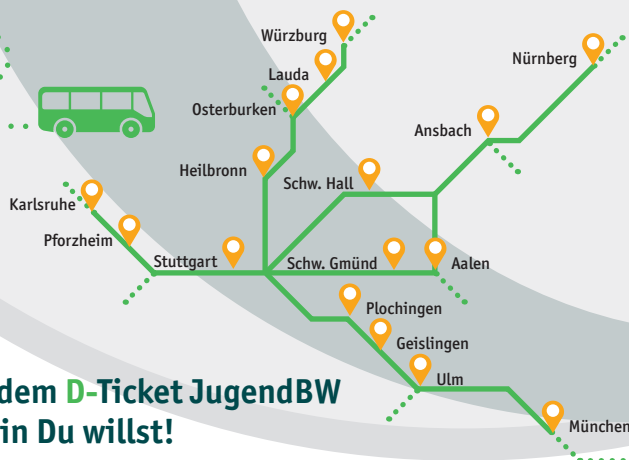 Würzburg
Lauda
Nürnberg
Osterburken
Ansbach
Heilbronn
Schw. Hall
Karlsruhe
Pforzheim
Stuttgart
Schw. Gmünd
Aalen
Plochingen
Geislingen
Ulm
München
dem D-Ticket JugendBW
in Du willst!